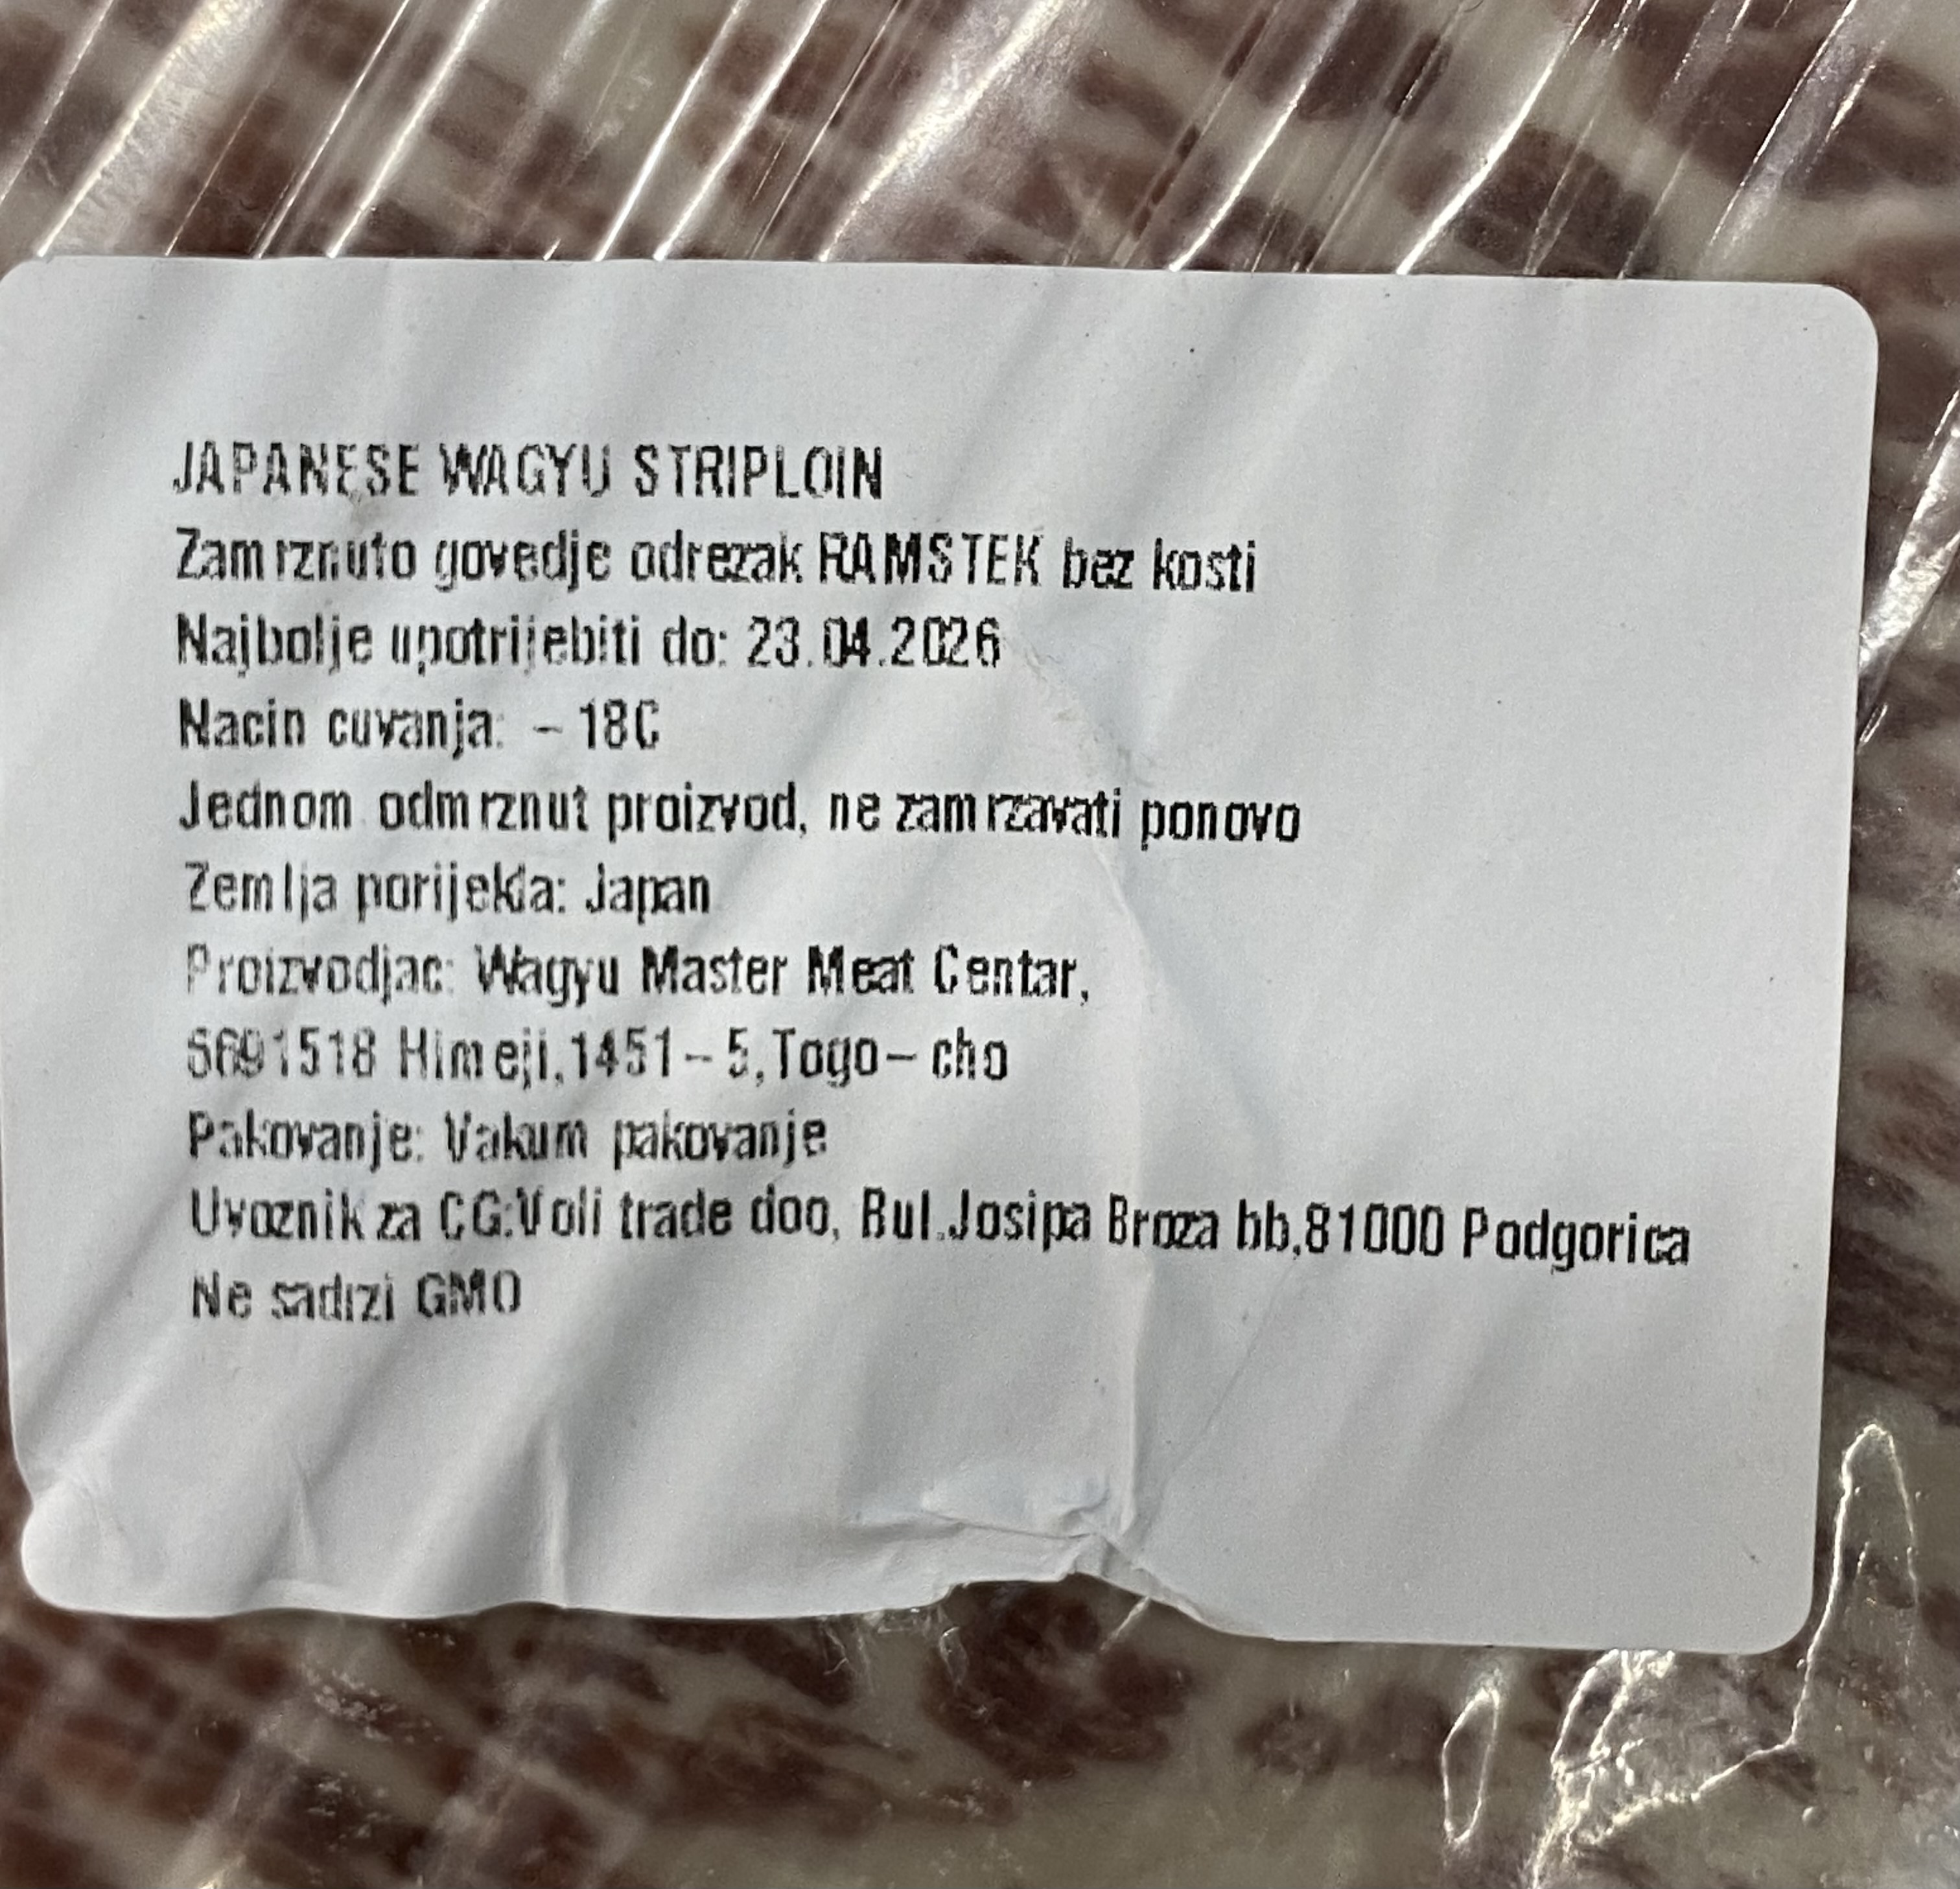 JAPANESE WAGYU STRIPLOIN
Zamrznuto govedje odrezak RAMSTEK bez kosti
Najbolje upotrijebiti do: 23.04.2026
Nacin cuvanja: - 18C
Jednom odmrznut proizvod, ne zamrzavati ponovo
Zemlja porijekla: Japan
Proizvodjac: Wagyu Master Meat Centar,
6691518 Himeji,1451- 5,Togo- cho
Pakovanje: Vakum pakovanje
Uvoznik za CG:Voli trade doo, Bul.Josipa Broza bb,81000 Podgorica
Ne sadrzi GMO